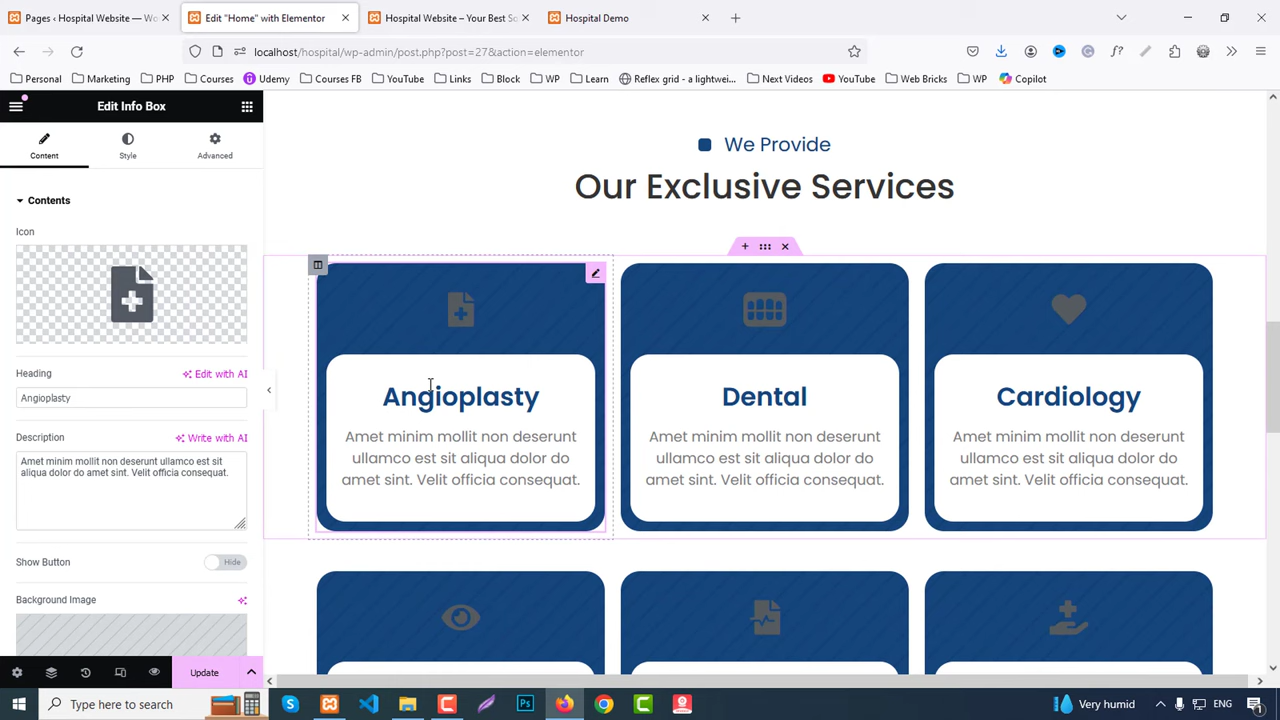 Pages ‹ Hospital Website — Wo
Edit "Home" with Elementor
Hospital Website – Your Best So
Hospital Demo
localhost/hospital/wp-admin/post.php?post=27&action=elementor
Personal
Marketing
PHP
Courses
Udemy
Courses FB
YouTube
Links
Block
WP
Learn
Reflex grid - a lightwei...
Next Videos
YouTube
Web Bricks
WP
Copilot
Edit Info Box
Content
Style
Advanced
Contents
Icon
Heading
Edit with AI
Angioplasty
Description
Write with AI
Amet minim mollit non deserunt ullamco est sit
aliqua dolor do amet sint. Velit officia consequat.
Show Button
Hide
Background Image
Update
We Provide
Our Exclusive Services
Angioplasty
Amet minim mollit non deserunt
ullamco est sit aliqua dolor do
amet sint. Velit officia consequat.
Dental
Amet minim mollit non deserunt
ullamco est sit aliqua dolor do
amet sint. Velit officia consequat.
Cardiology
Amet minim mollit non deserunt
ullamco est sit aliqua dolor do
amet sint. Velit officia consequat.
Type here to search
Very humid
ENG